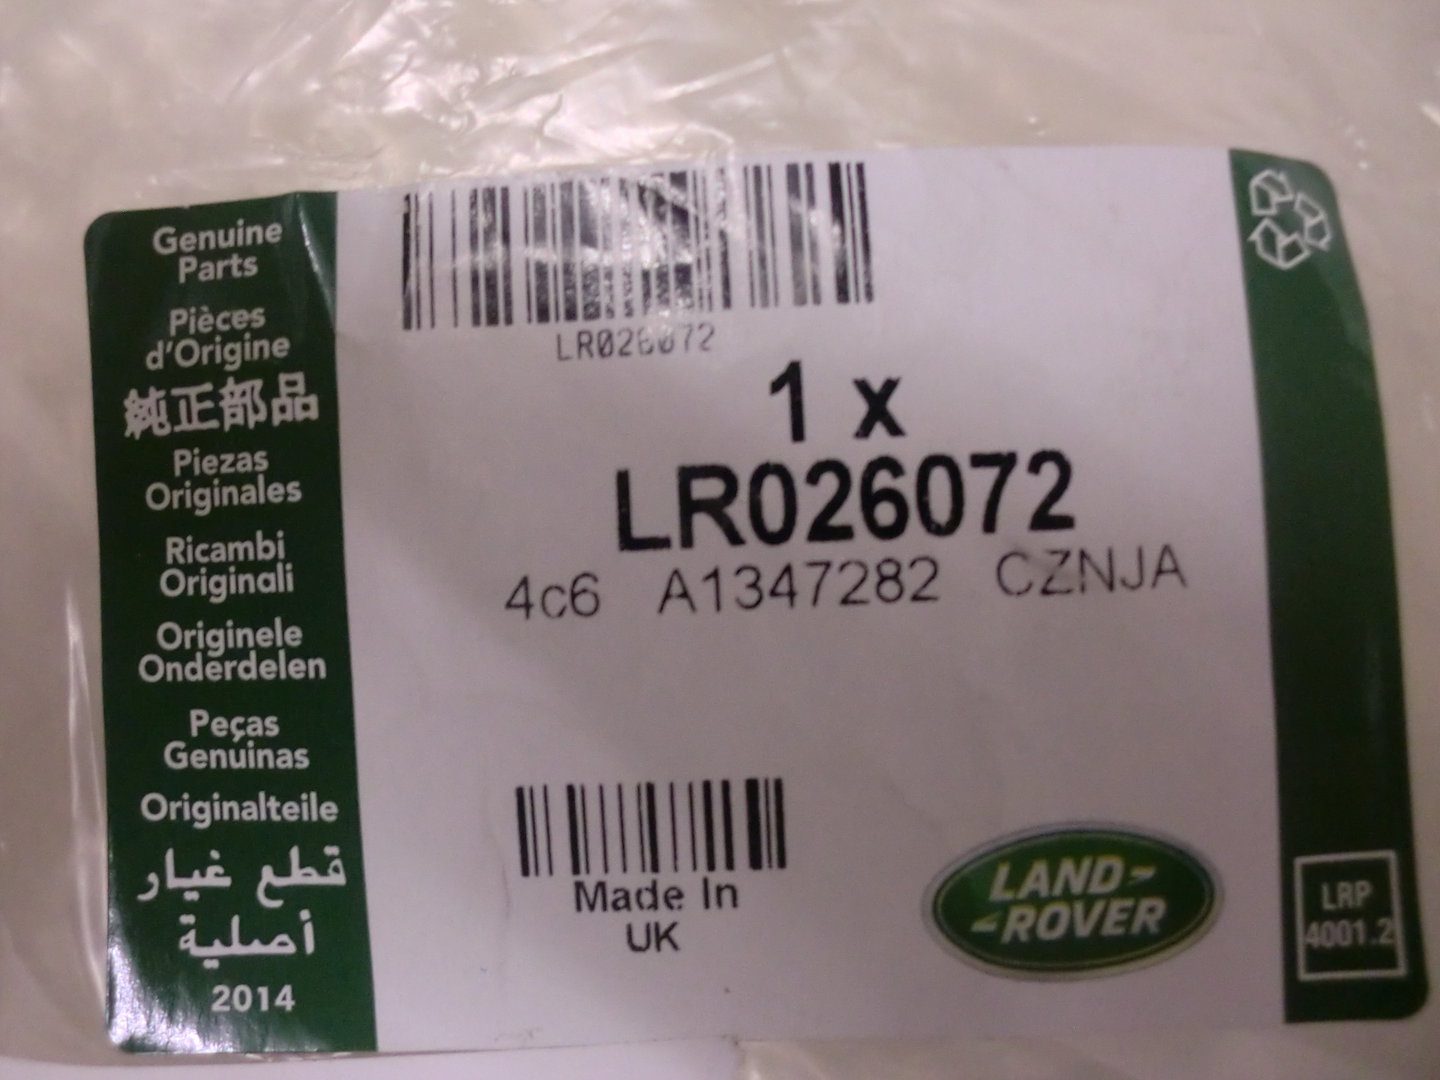 Genuine
Parts
Pièces
d'Origine
純正部品
Piezas
Originales
Ricambi
Originali
Originele
Onderdelen
Peças
Genuinas
Originalteile
قطع غيار
أصلية
2014
LR026072
1 x
LR026072
4c6 A1347282 CZNJA
Made In
UK
LAND-
-ROVER
LRP
4001.2